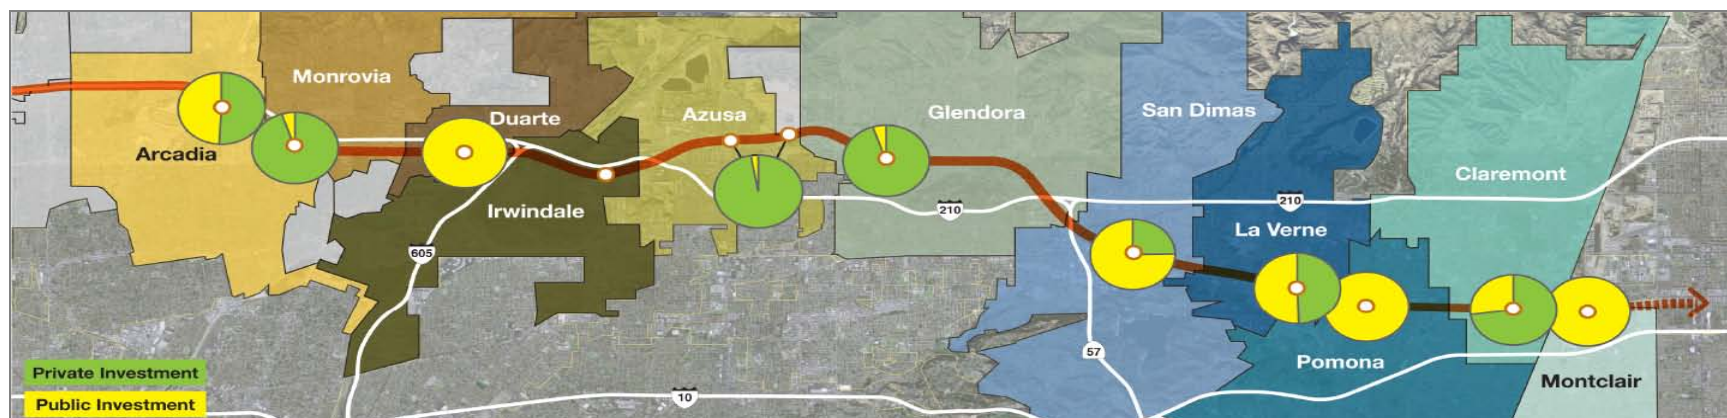 Monrovia
Duarte
Azusa
Glendora
San Dimas
Arcadia
Claremont
Irwindale
210
210
La Verne
605
57
Pomona
Private Investment
Montclair
Public Investment
10